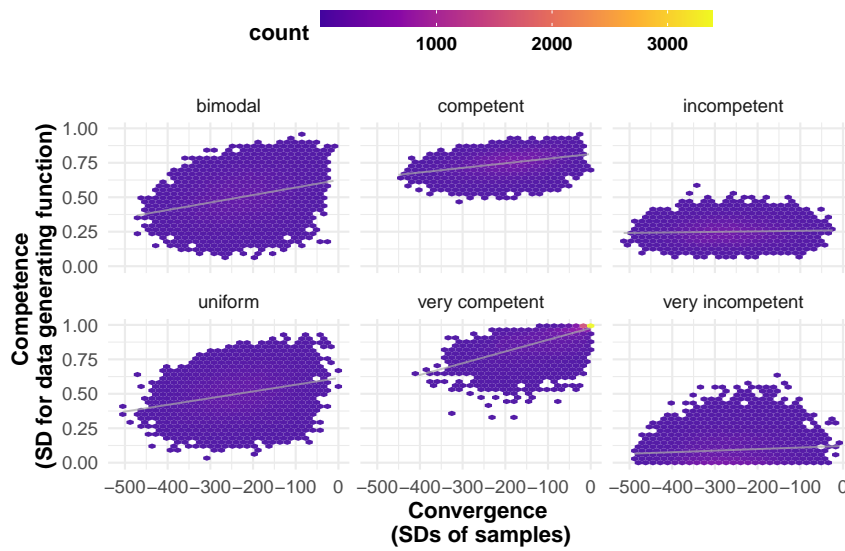 count
1000 2000 3000
bimodal competent incompetent
1.00
0.75
0.50
0.25
0.00
uniform very competent very incompetent
1.00
0.75
0.50
0.25
0.00
Competence
(SD for data generating function)
−500−400−300−200−100 0 −500−400−300−200−100 0 −500−400−300−200−100 0
Convergence
(SDs of samples)